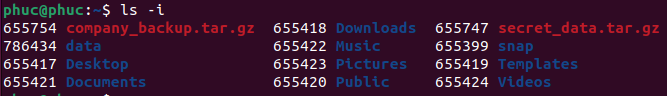 phuc@phuc:~$ ls -i
655754 company_backup.tar.gz 655418 Downloads 655747 secret_data.tar.gz
786434 data 655422 Music 655399 snap
655417 Desktop 655423 Pictures 655419 Templates
655421 Documents 655420 Public 655424 Videos